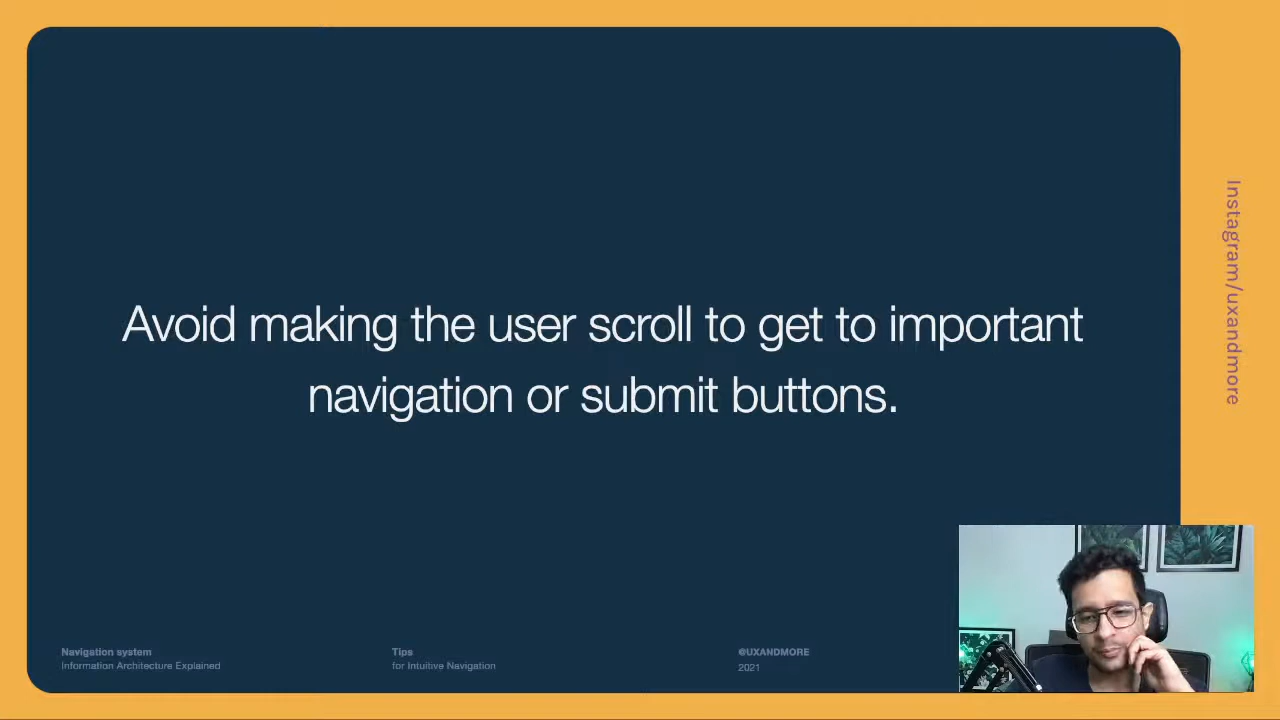 Avoid making the user scroll to get to important
navigation or submit buttons.
Instagram/uxandmore
Navigation system
Information Architecture Explained
Tips
for Intuitive Navigation
@UXANDMORE
2021